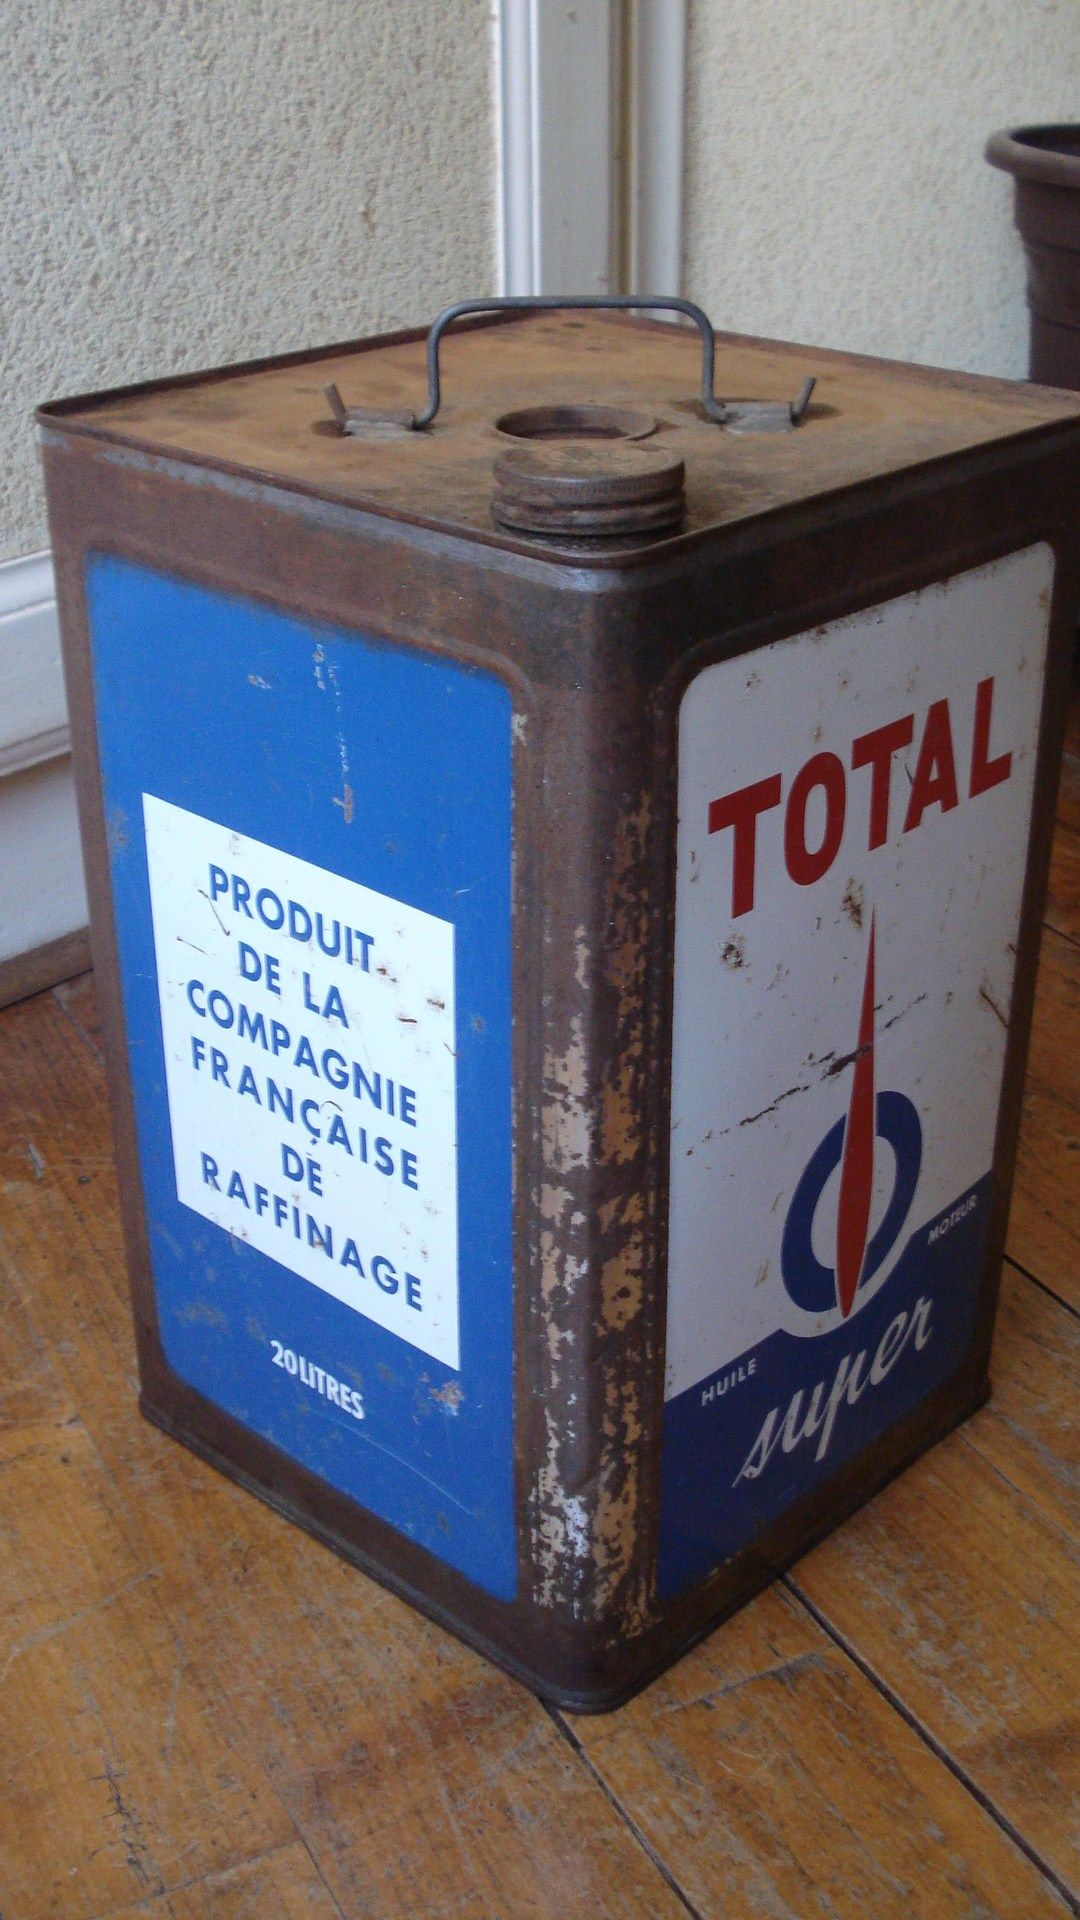 PRODUIT
DE LA
COMPAGNIE
FRANÇAISE
DE
RAFFINAGE
20 LITRES
TOTAL
HUILE MOTEUR
super